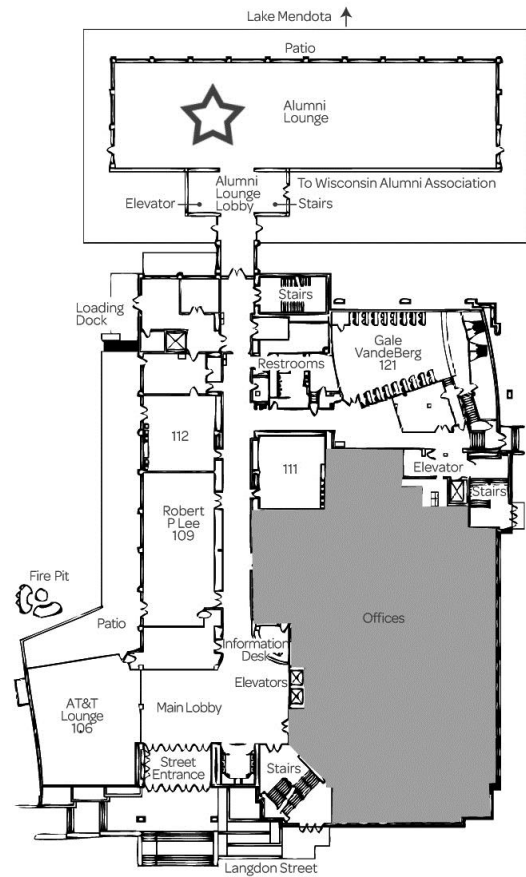 Lake Mendota
Patio
Alumni
Lounge
Alumni
Lounge
Lobby
To Wisconsin Alumni Association
Elevator
Stairs
Stairs
Loading
Dock
Gale
VandeBerg
121
Restrooms
112
111
Elevator
Stairs
Robert
P Lee
109
Fire Pit
Offices
Patio
Information
Desk
Elevators
AT&T
Lounge
106
Main Lobby
Street
Entrance
Stairs
Langdon Street